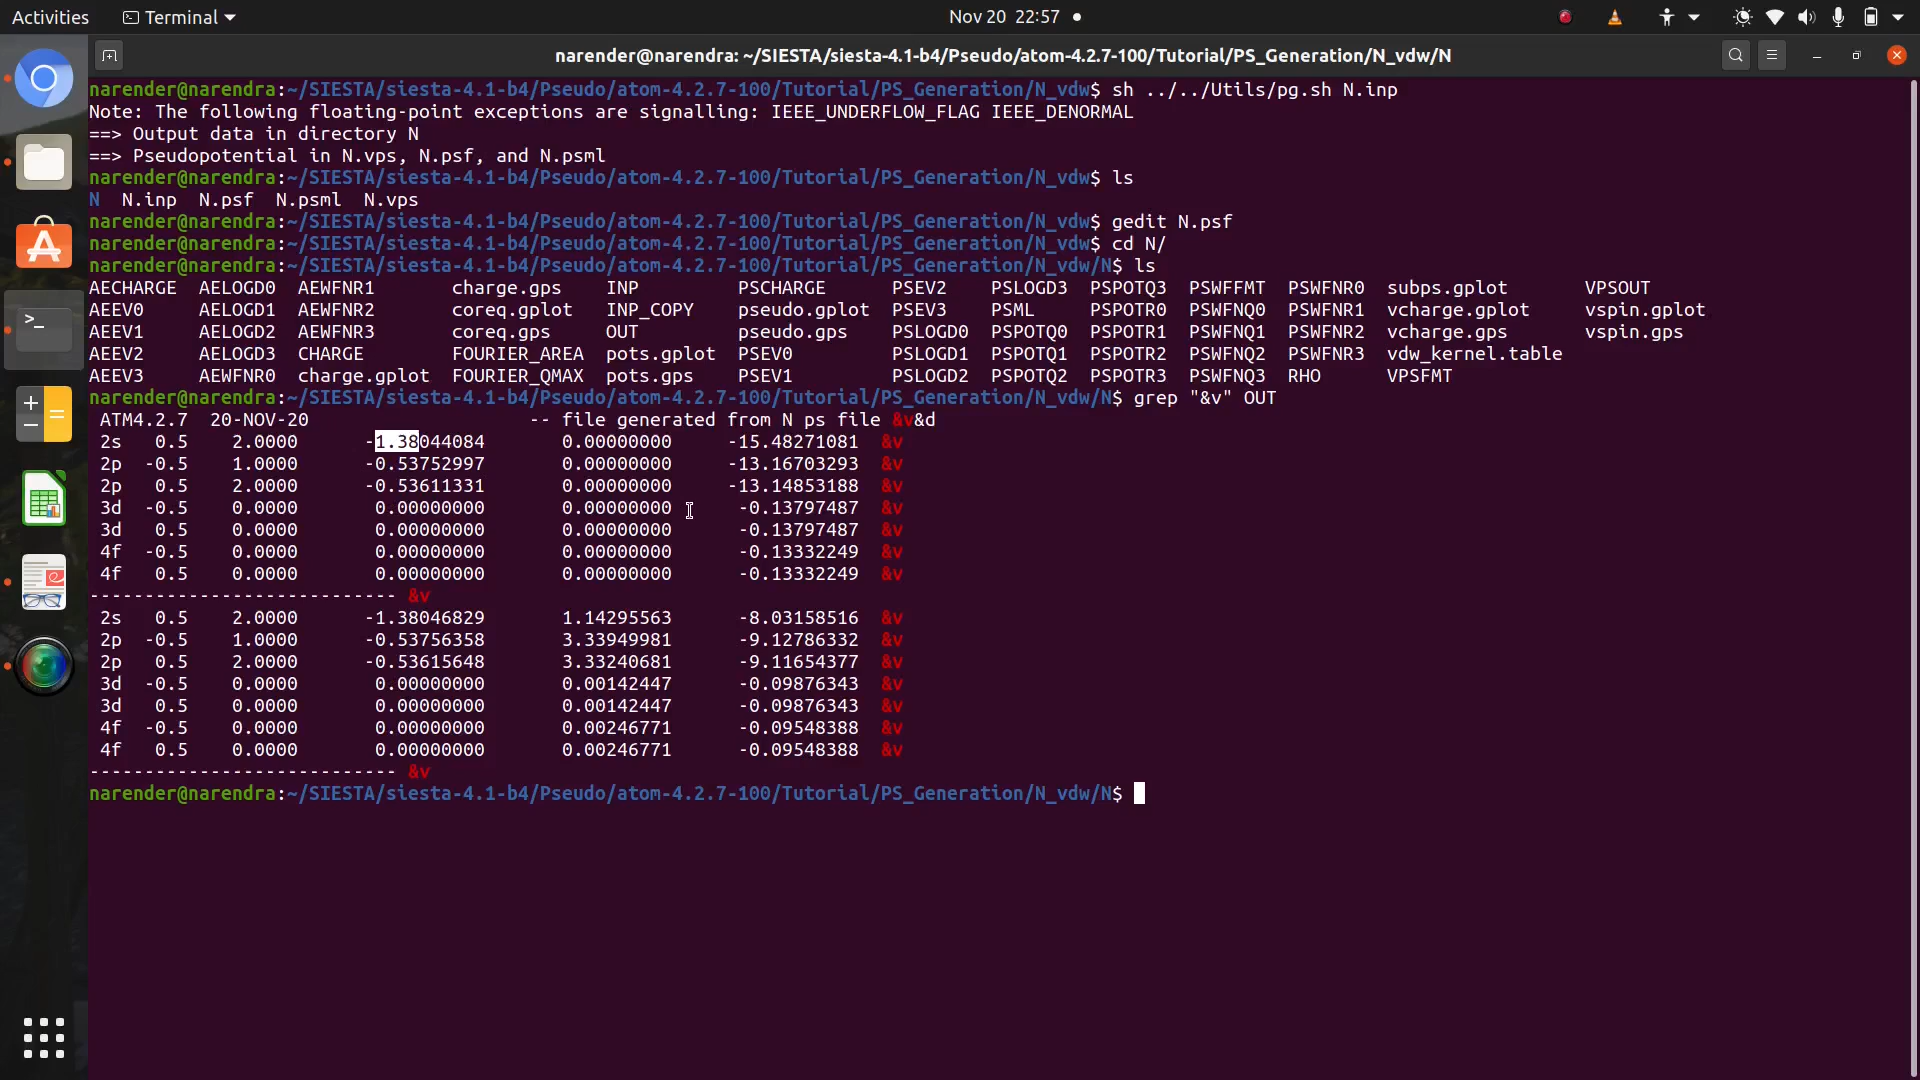 Activities Terminal Nov 20 22:57
narender@narendra: ~/SIESTA/siesta-4.1-b4/Pseudo/atom-4.2.7-100/Tutorial/PS_Generation/N_vdw/N
narender@narendra:~/SIESTA/siesta-4.1-b4/Pseudo/atom-4.2.7-100/Tutorial/PS_Generation/N_vdw$ sh ../../Utils/pg.sh N.inp
Note: The following floating-point exceptions are signalling: IEEE_UNDERFLOW_FLAG IEEE_DENORMAL
==> Output data in directory N
==> Pseudopotential in N.vps, N.psf, and N.psml
narender@narendra:~/SIESTA/siesta-4.1-b4/Pseudo/atom-4.2.7-100/Tutorial/PS_Generation/N_vdw$ ls
N  N.inp  N.psf  N.psml  N.vps
narender@narendra:~/SIESTA/siesta-4.1-b4/Pseudo/atom-4.2.7-100/Tutorial/PS_Generation/N_vdw$ gedit N.psf
narender@narendra:~/SIESTA/siesta-4.1-b4/Pseudo/atom-4.2.7-100/Tutorial/PS_Generation/N_vdw$ cd N/
narender@narendra:~/SIESTA/siesta-4.1-b4/Pseudo/atom-4.2.7-100/Tutorial/PS_Generation/N_vdw/N$ ls
AECHARGE  AELOGD0  AEWFNR1  charge.gps  INP  PSCHARGE  PSEV2  PSLOGD3  PSPOTQ3  PSWFFMT  PSWFNR0  subps.gplot  VPSOUT
AEEV0  AELOGD1  AEWFNR2  coreq.gplot  INP_COPY  pseudo.gplot  PSEV3  PSML  PSPOTR0  PSWFNQ0  PSWFNR1  vcharge.gplot  vspin.gplot
AEEV1  AELOGD2  AEWFNR3  coreq.gps  OUT  pseudo.gps  PSLOGD0  PSPOTQ0  PSPOTR1  PSWFNQ1  PSWFNR2  vcharge.gps  vspin.gps
AEEV2  AELOGD3  CHARGE  FOURIER_AREA  pots.gplot  PSEV0  PSLOGD1  PSPOTQ1  PSPOTR2  PSWFNQ2  PSWFNR3  vdw_kernel.table
AEEV3  AEWFNR0  charge.gplot  FOURIER_QMAX  pots.gps  PSEV1  PSLOGD2  PSPOTQ2  PSPOTR3  PSWFNQ3  RHO  VPSFMT
narender@narendra:~/SIESTA/siesta-4.1-b4/Pseudo/atom-4.2.7-100/Tutorial/PS_Generation/N_vdw/N$ grep "&v" OUT
ATM4.2.7  20-NOV-20  -- file generated from N ps file &v&d
2s  0.5  2.0000  -1.38044084  0.00000000  -15.48271081  &v
2p  -0.5  1.0000  -0.53752997  0.00000000  -13.16703293  &v
2p  0.5  2.0000  -0.53611331  0.00000000  -13.14853188  &v
3d  -0.5  0.0000  0.00000000  0.00000000  -0.13797487  &v
3d  0.5  0.0000  0.00000000  0.00000000  -0.13797487  &v
4f  -0.5  0.0000  0.00000000  0.00000000  -0.13332249  &v
4f  0.5  0.0000  0.00000000  0.00000000  -0.13332249  &v
---------------------------- &v
2s  0.5  2.0000  -1.38046829  1.14295563  -8.03158516  &v
2p  -0.5  1.0000  -0.53756358  3.33949981  -9.12786332  &v
2p  0.5  2.0000  -0.53615648  3.33240681  -9.11654377  &v
3d  -0.5  0.0000  0.00000000  0.00142447  -0.09876343  &v
3d  0.5  0.0000  0.00000000  0.00142447  -0.09876343  &v
4f  -0.5  0.0000  0.00000000  0.00246771  -0.09548388  &v
4f  0.5  0.0000  0.00000000  0.00246771  -0.09548388  &v
---------------------------- &v
narender@narendra:~/SIESTA/siesta-4.1-b4/Pseudo/atom-4.2.7-100/Tutorial/PS_Generation/N_vdw/N$